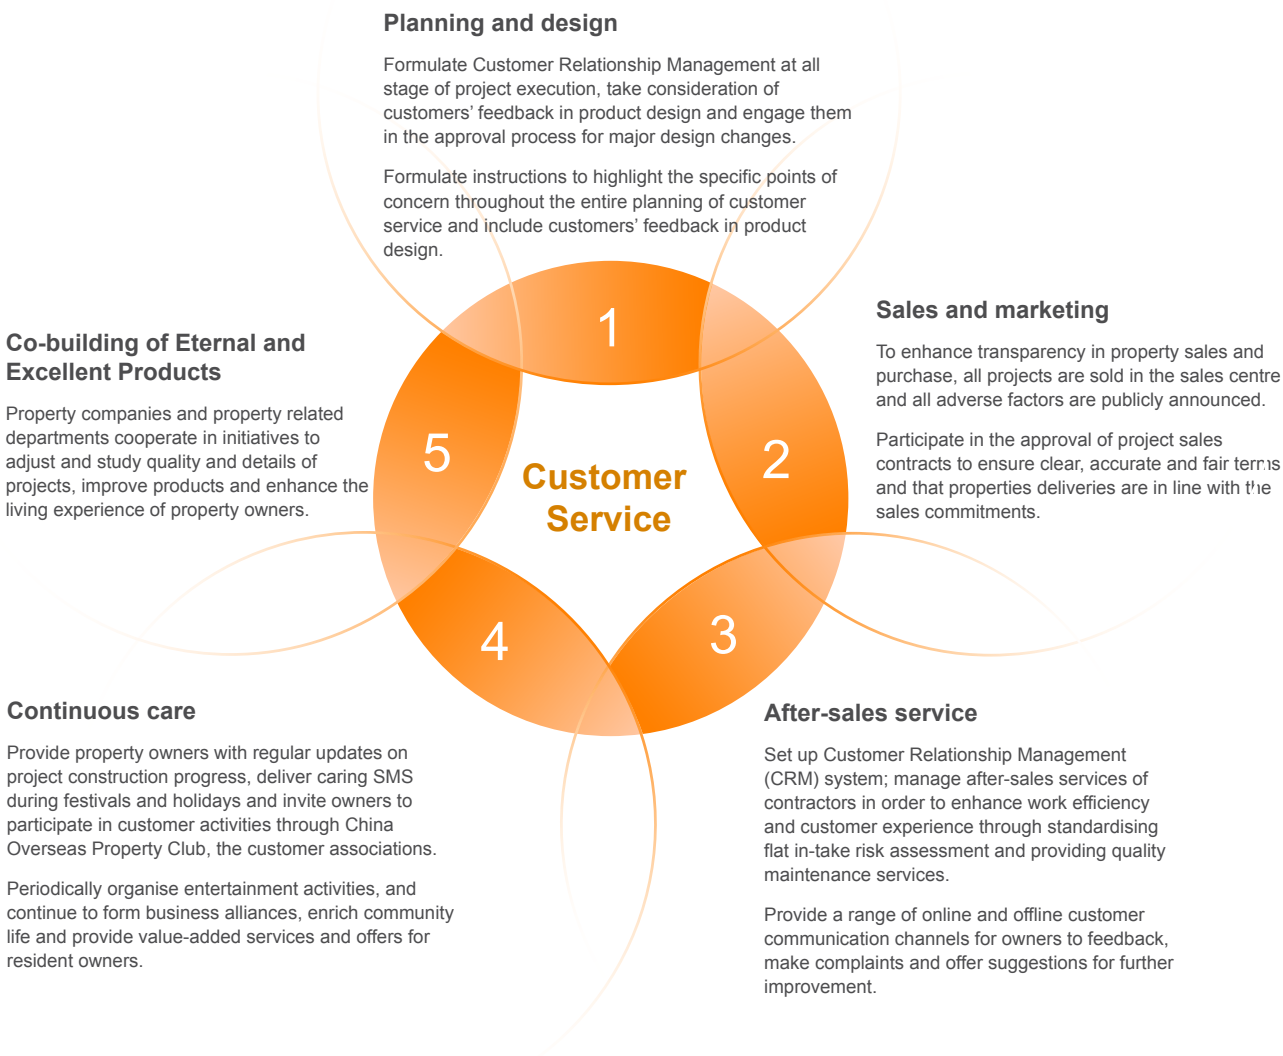 Planning and design
Formulate Customer Relationship Management at all
stage of project execution, take consideration of
customers’ feedback in product design and engage them
in the approval process for major design changes.
Formulate instructions to highlight the specific points of
concern throughout the entire planning of customer
service and include customers’ feedback in product
design.
1
Sales and marketing
To enhance transparency in property sales and
purchase, all projects are sold in the sales centre
and all adverse factors are publicly announced.
Participate in the approval of project sales
contracts to ensure clear, accurate and fair terms
and that properties deliveries are in line with the
sales commitments.
2
Co-building of Eternal and
Excellent Products
Property companies and property related
departments cooperate in initiatives to
adjust and study quality and details of
projects, improve products and enhance the
living experience of property owners.
5
Customer
Service
4
3
Continuous care
Provide property owners with regular updates on
project construction progress, deliver caring SMS
during festivals and holidays and invite owners to
participate in customer activities through China
Overseas Property Club, the customer associations.
Periodically organise entertainment activities, and
continue to form business alliances, enrich community
life and provide value-added services and offers for
resident owners.
After-sales service
Set up Customer Relationship Management
(CRM) system; manage after-sales services of
contractors in order to enhance work efficiency
and customer experience through standardising
flat in-take risk assessment and providing quality
maintenance services.
Provide a range of online and offline customer
communication channels for owners to feedback,
make complaints and offer suggestions for further
improvement.